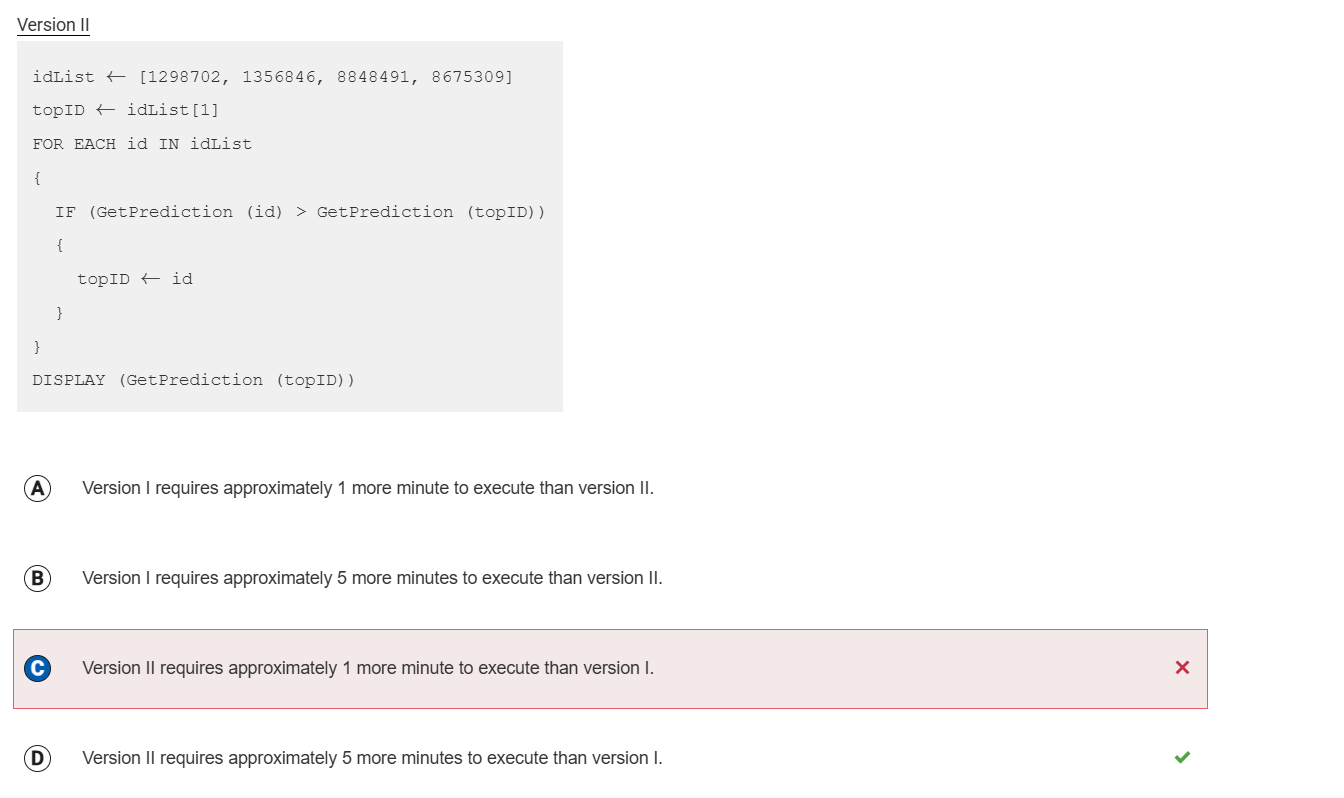 Version II
idList ← [1298702, 1356846, 8848491, 8675309]
topID ← idList[1]
FOR EACH id IN idList
{
IF (GetPrediction (id) > GetPrediction (topID))
{
topID ← id
}
}
DISPLAY (GetPrediction (topID))
A Version I requires approximately 1 more minute to execute than version II.
B Version I requires approximately 5 more minutes to execute than version II.
C Version II requires approximately 1 more minute to execute than version I.
D Version II requires approximately 5 more minutes to execute than version I.